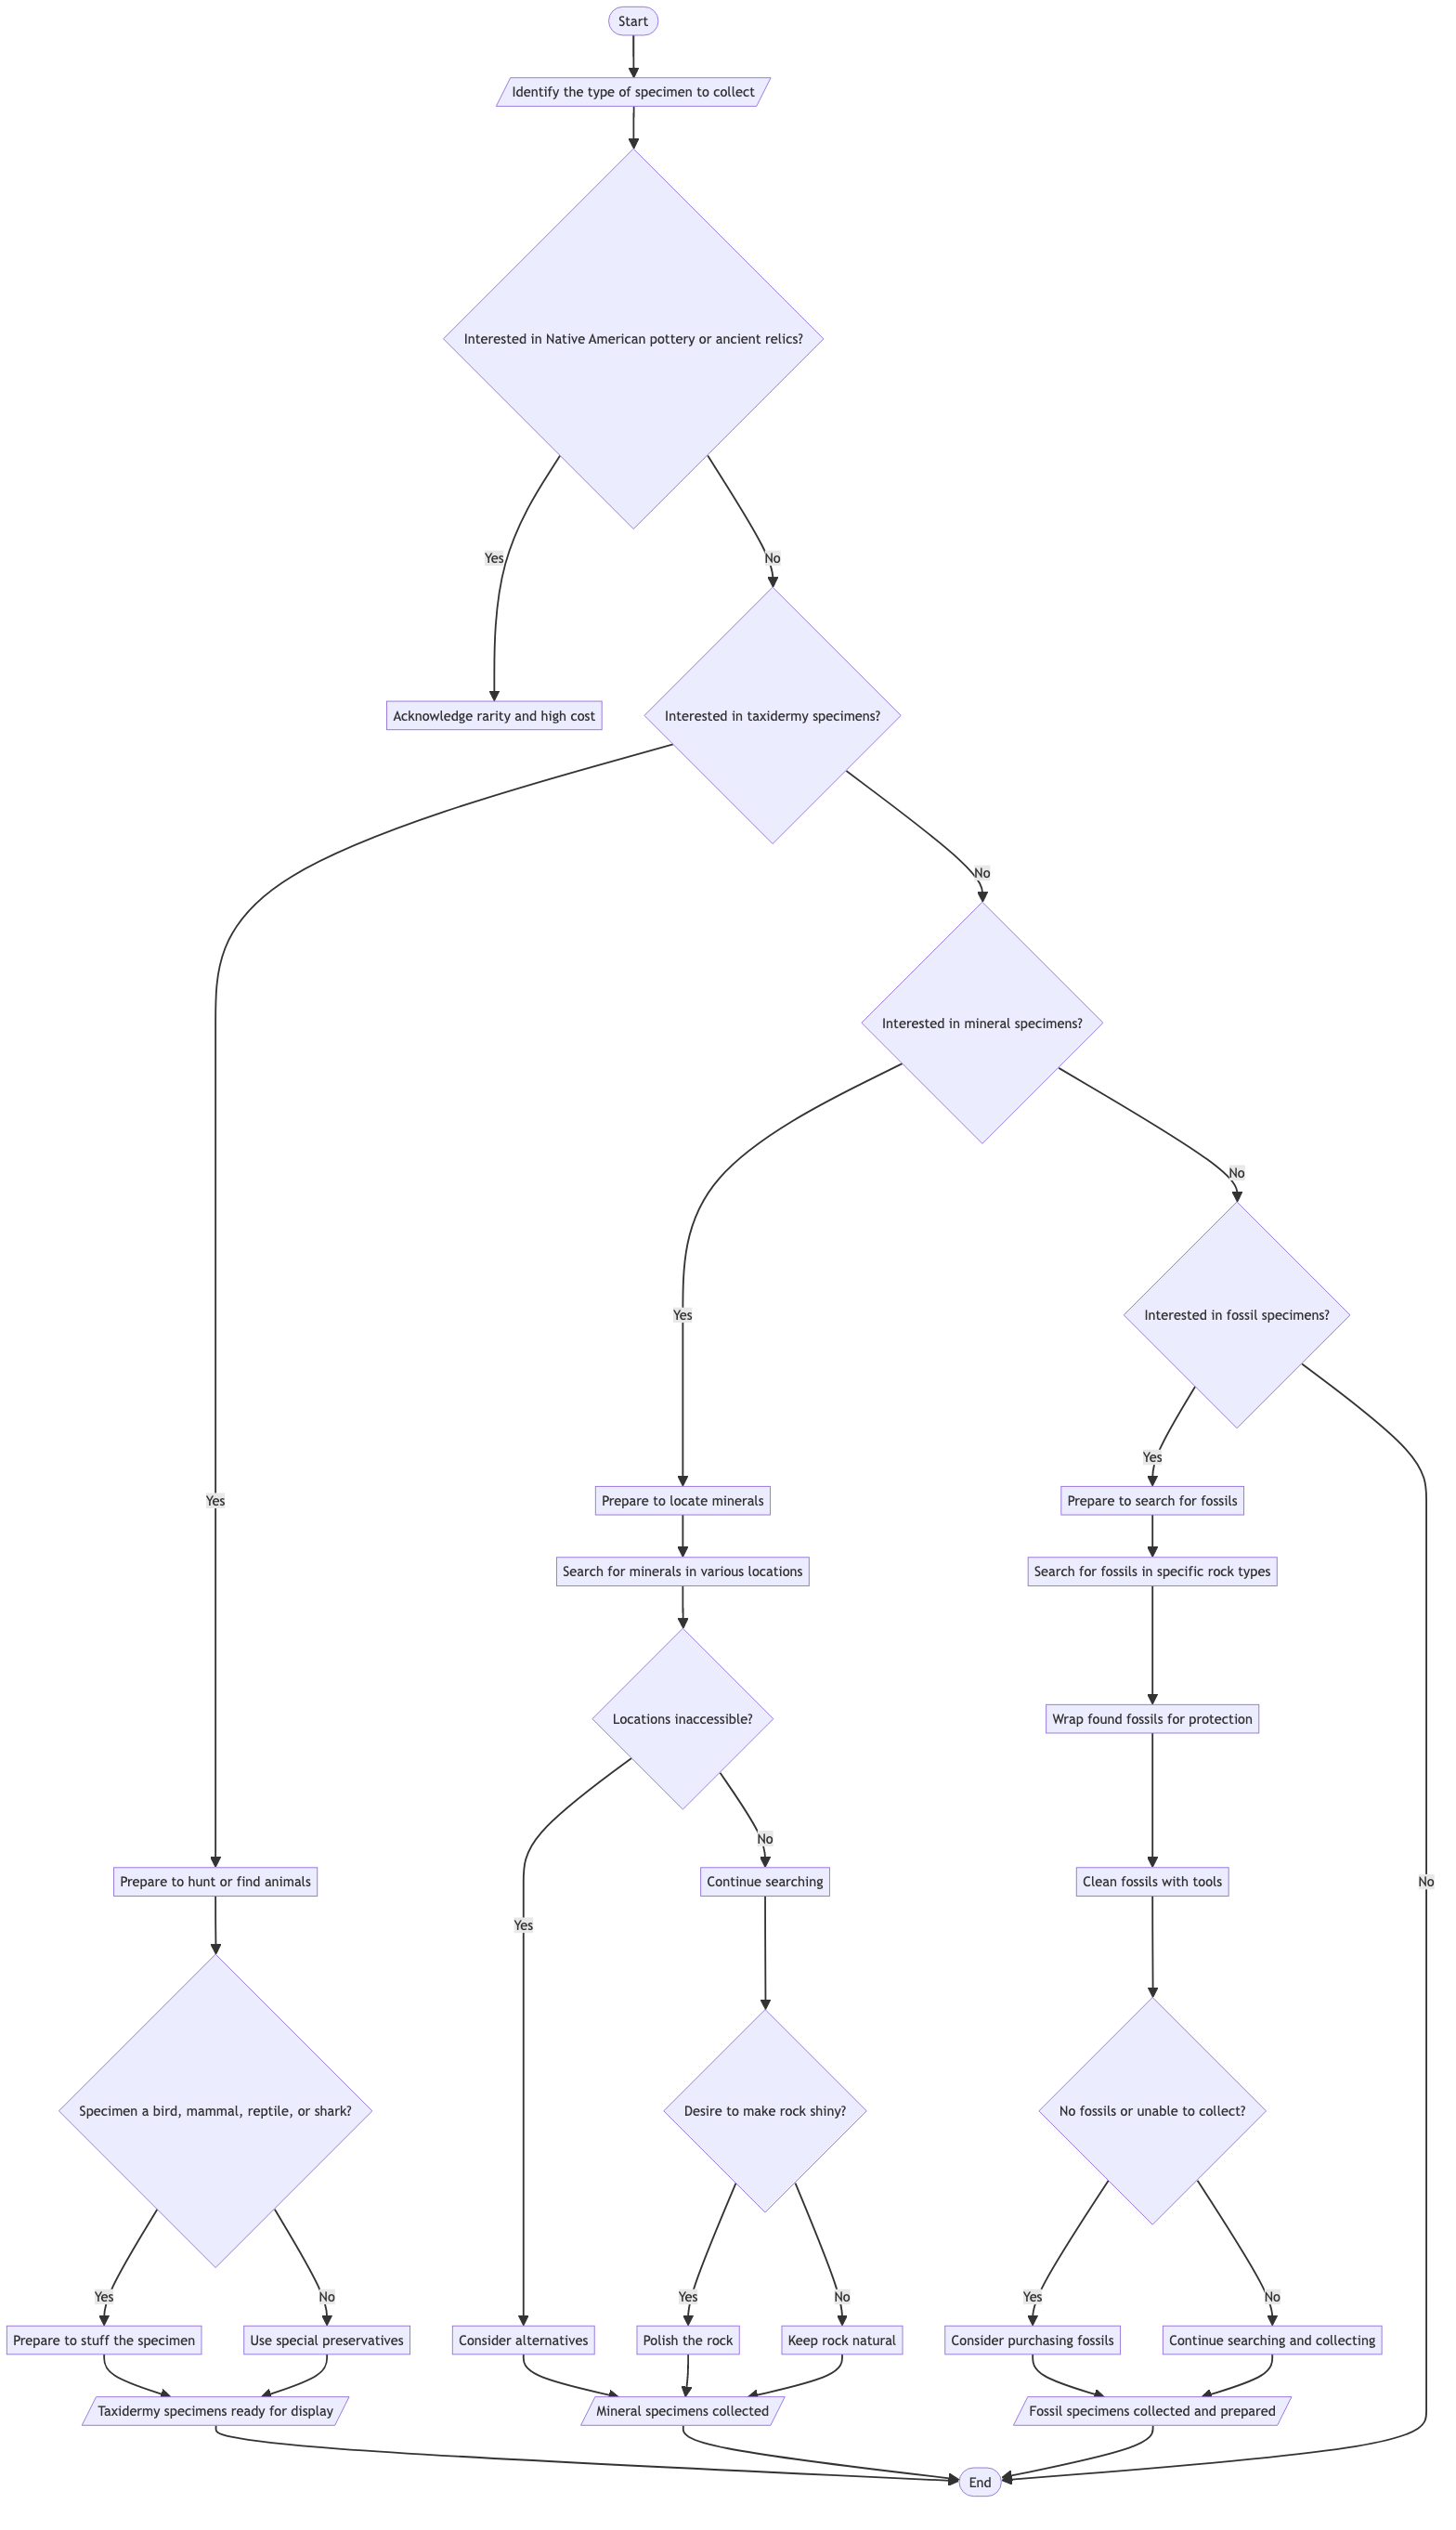 Start
Identify the type of specimen to collect
Interested in Native American pottery or ancient relics?
Yes
No
Acknowledge rarity and high cost
Interested in taxidermy specimens?
No
Interested in mineral specimens?
No
Yes
Interested in fossil specimens?
Yes
Yes
Prepare to locate minerals
Prepare to search for fossils
Search for minerals in various locations
Search for fossils in specific rock types
Locations inaccessible?
Wrap found fossils for protection
No
Prepare to hunt or find animals
Continue searching
Clean fossils with tools
No
Yes
Specimen a bird, mammal, reptile, or shark?
Desire to make rock shiny?
No fossils or unable to collect?
Yes
No
Yes
No
Yes
No
Prepare to stuff the specimen
Use special preservatives
Consider alternatives
Polish the rock
Keep rock natural
Consider purchasing fossils
Continue searching and collecting
Taxidermy specimens ready for display
Mineral specimens collected
Fossil specimens collected and prepared
End